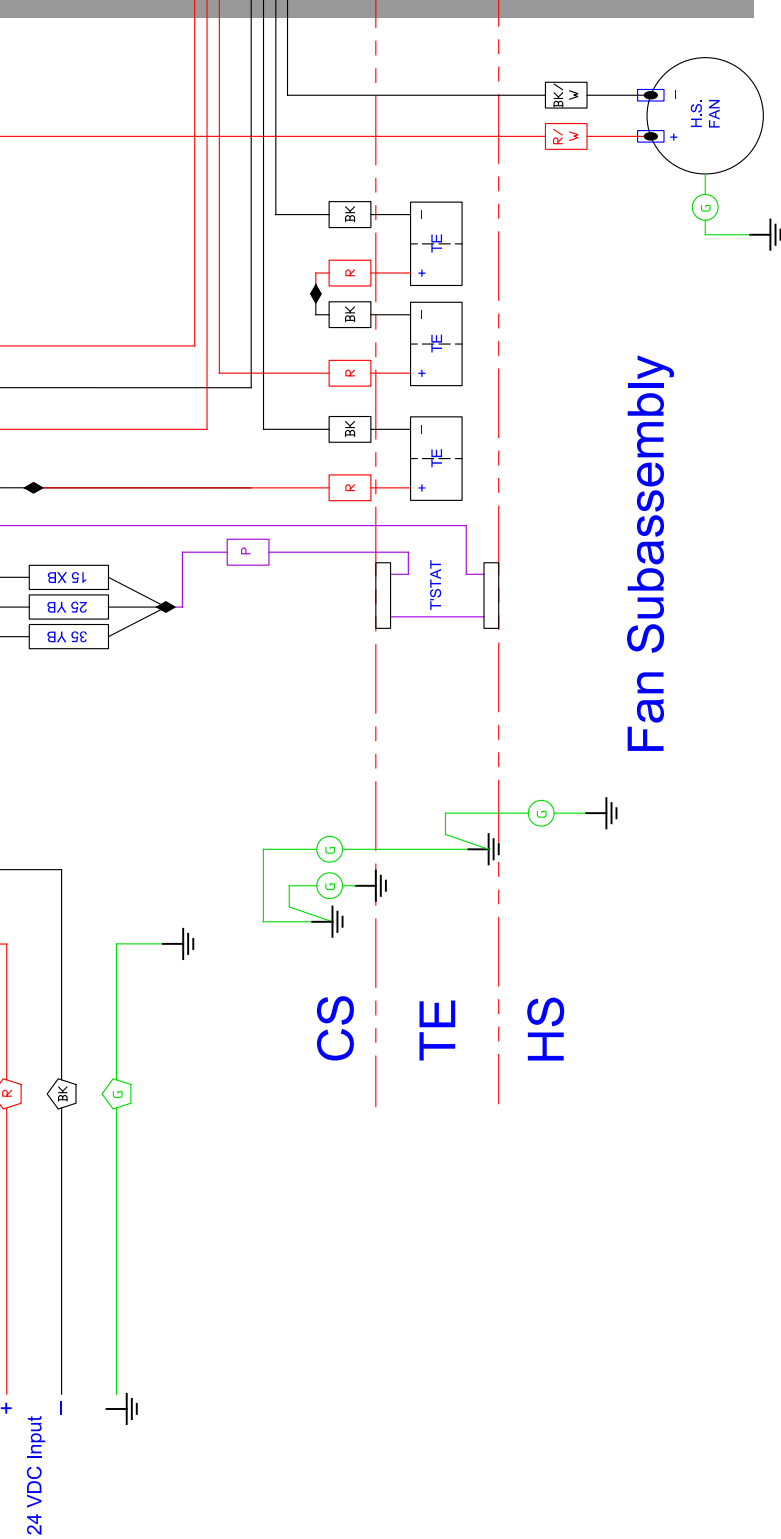 BK/
W
R/
W
−
+
H.S.
FAN
G
BK
−
TE
R
+
BK
−
TE
R
+
BK
−
TE
R
+
P
T'STAT
15 XB
25 YB
35 YB
Fan Subassembly
G
G
G
CS
TE
HS
R
BK
G
+
−
24 VDC Input